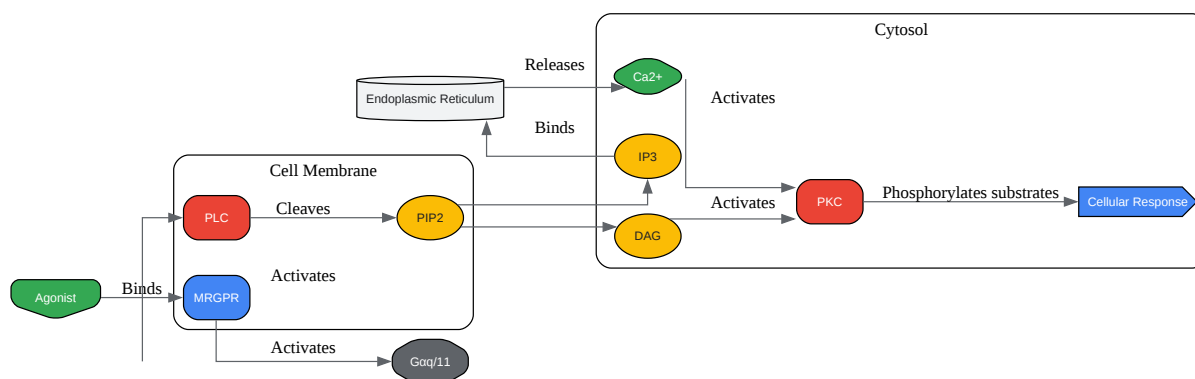 Cytosol
Releases
Ca2+
Endoplasmic Reticulum
Activates
Binds
IP3
Cell Membrane
PLC
Cleaves
PIP2
DAG
Activates
PKC
Phosphorylates substrates
Cellular Response
Activates
Agonist
Binds
MRGPR
Activates
Gαq/11